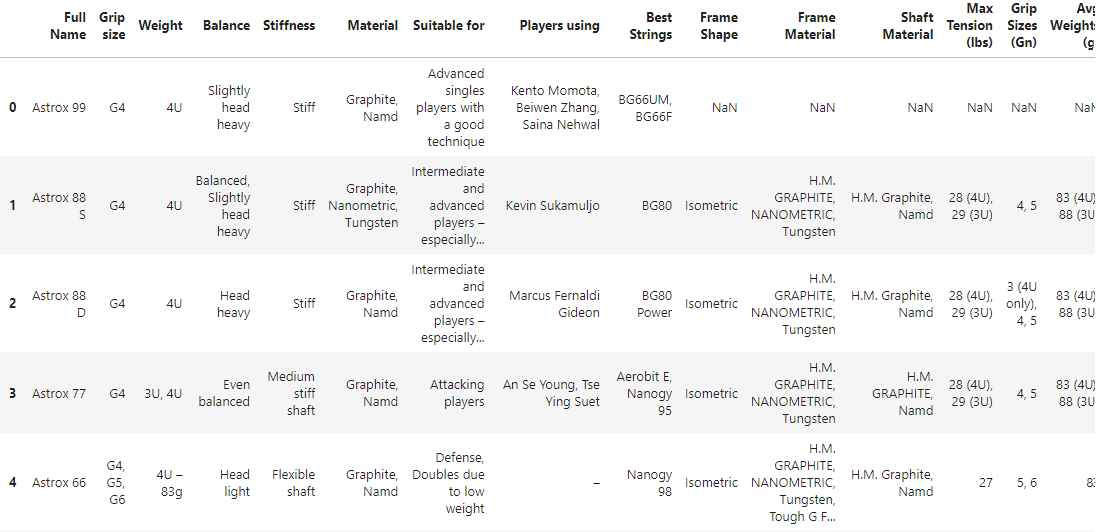 Full Name Grip size Weight Balance Stiffness Material Suitable for Players using Best Strings Frame Shape Frame Material Shaft Material Max Tension (lbs) Grip Sizes (Gn) Avg Weights (g
0 Astrox 99 G4 4U Slightly head heavy Stiff Graphite, Namd Advanced singles players with a good technique Kento Momota, Beiwen Zhang, Saina Nehwal BG66UM, BG66F NaN NaN NaN NaN NaN NaN
1 Astrox 88 S G4 4U Balanced, Slightly head heavy Stiff Graphite, Nanometric, Tungsten Intermediate and advanced players – especially... Kevin Sukamuljo BG80 Isometric H.M. GRAPHITE, NANOMETRIC, Tungsten H.M. Graphite, Namd 28 (4U), 29 (3U) 4, 5 83 (4U) 88 (3U
2 Astrox 88 D G4 4U Head heavy Stiff Graphite, Namd Intermediate and advanced players – especially... Marcus Fernaldi Gideon BG80 Power Isometric H.M. GRAPHITE, NANOMETRIC, Tungsten H.M. Graphite, Namd 28 (4U), 29 (3U) 3 (4U only), 4, 5 83 (4U) 88 (3U
3 Astrox 77 G4 3U, 4U Even balanced Medium stiff shaft Graphite, Namd Attacking players An Se Young, Tse Ying Suet Aerobit E, Nanogy 95 Isometric H.M. GRAPHITE, NANOMETRIC, Tungsten H.M. GRAPHITE, Namd 28 (4U), 29 (3U) 4, 5 83 (4U) 88 (3U
4 Astrox 66 G4, G5, G6 4U – 83g Head light Flexible shaft Graphite, Namd Defense, Doubles due to low weight – Nanogy 98 Isometric H.M. GRAPHITE, NANOMETRIC, Tungsten, Tough G F... H.M. Graphite, Namd 27 5, 6 83